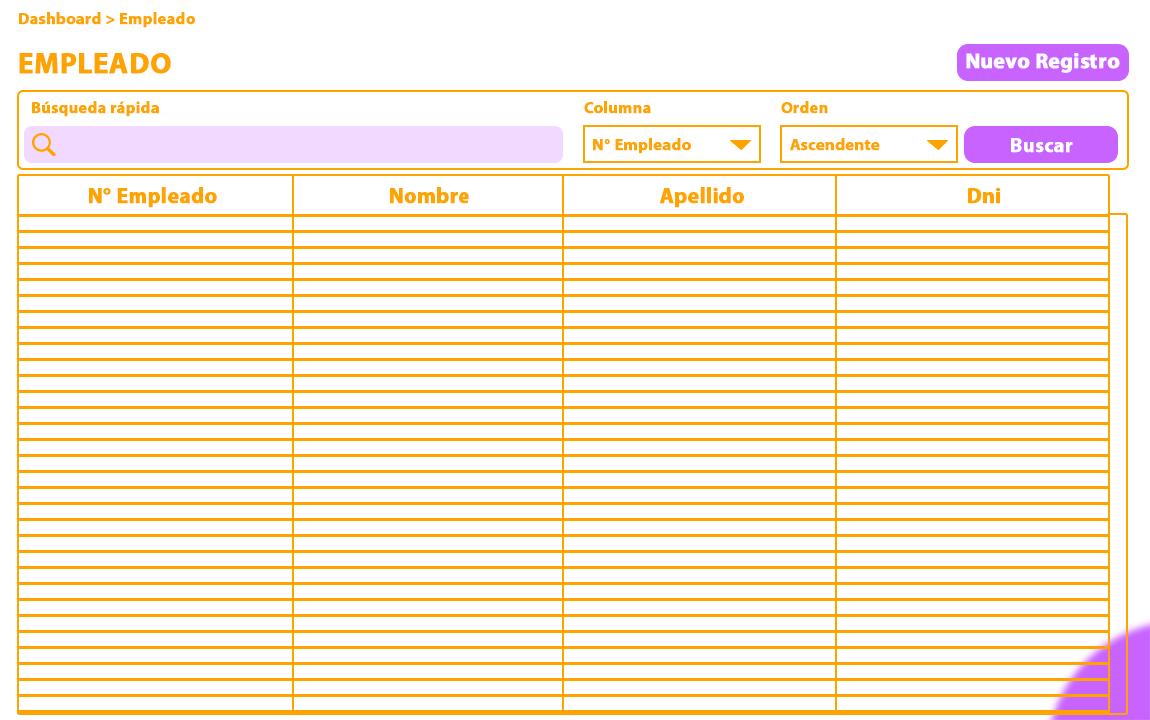 Dashboard > Empleado
EMPLEADO
Nuevo Registro
Búsqueda rápida
Columna
Orden
N° Empleado
Ascendente
Buscar
N° Empleado
Nombre
Apellido
Dni